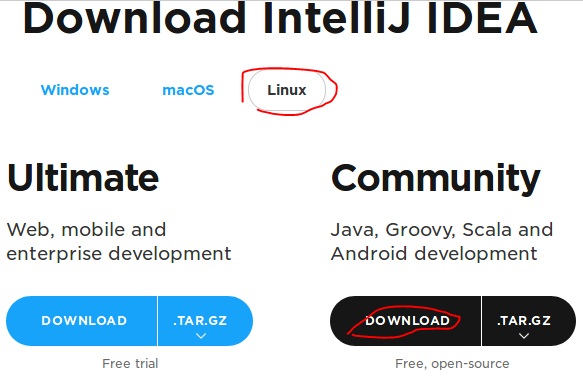 Download IntelliJ IDEA
Windows macOS Linux
Ultimate
Web, mobile and
enterprise development
DOWNLOAD .TAR.GZ
Free trial
Community
Java, Groovy, Scala and
Android development
DOWNLOAD .TAR.GZ
Free, open-source